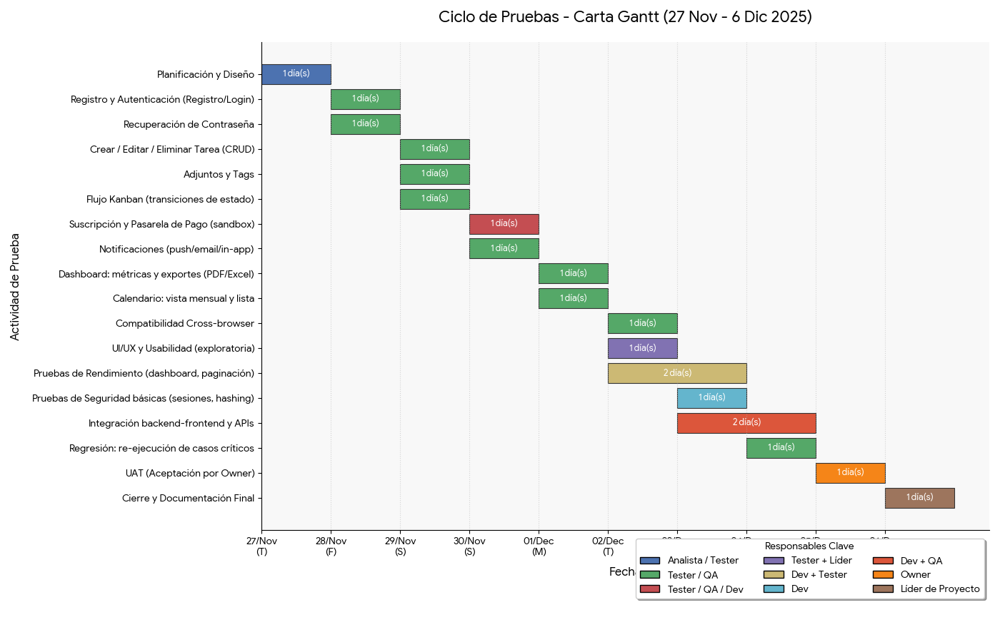 Ciclo de Pruebas - Carta Gantt (27 Nov - 6 Dic 2025)
Actividad de Prueba
Planificación y Diseño
1 día(s)
Registro y Autenticación (Registro/Login)
1 día(s)
Recuperación de Contraseña
1 día(s)
Crear / Editar / Eliminar Tarea (CRUD)
1 día(s)
Adjuntos y Tags
1 día(s)
Flujo Kanban (transiciones de estado)
1 día(s)
Suscripción y Pasarela de Pago (sandbox)
1 día(s)
Notificaciones (push/email/in-app)
1 día(s)
Dashboard: métricas y exportes (PDF/Excel)
1 día(s)
Calendario: vista mensual y lista
1 día(s)
Compatibilidad Cross-browser
1 día(s)
UI/UX y Usabilidad (exploratoria)
1 día(s)
Pruebas de Rendimiento (dashboard, paginación)
2 día(s)
Pruebas de Seguridad básicas (sesiones, hashing)
1 día(s)
Integración backend-frontend y APIs
2 día(s)
Regresión: re-ejecución de casos críticos
1 día(s)
UAT (Aceptación por Owner)
1 día(s)
Cierre y Documentación Final
1 día(s)
27/Nov 28/Nov 29/Nov 30/Nov 01/Dec 02/Dec
(T) (F) (S) (S) (M) (T)
Fecha
Responsables Clave
Analista / Tester
Tester / QA
Tester / QA / Dev
Tester + Líder
Dev + Tester
Dev
Dev + QA
Owner
Líder de Proyecto